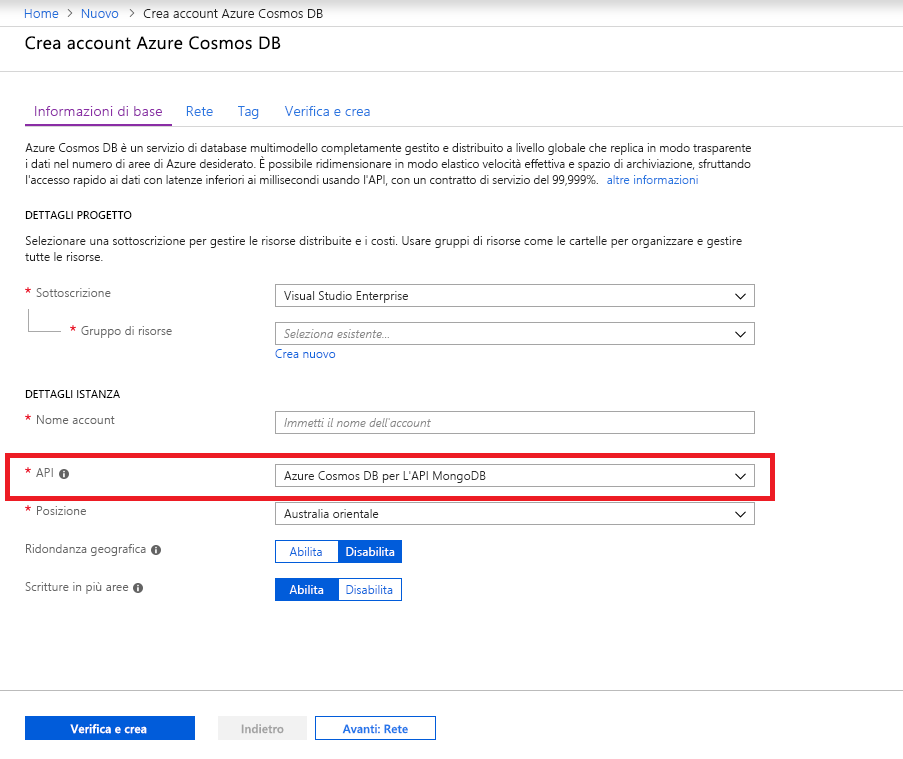 Home > Nuovo > Crea account Azure Cosmos DB
Crea account Azure Cosmos DB
Informazioni di base Rete Tag Verifica e crea
Azure Cosmos DB è un servizio di database multimodello completamente gestito e distribuito a livello globale che replica in modo trasparente
i dati nel numero di aree di Azure desiderato. È possibile ridimensionare in modo elastico velocità effettiva e spazio di archiviazione, sfruttando
l'accesso rapido ai dati con latenze inferiori ai millisecondi usando l'API, con un contratto di servizio del 99,999%. altre informazioni
DETTAGLI PROGETTO
Selezionare una sottoscrizione per gestire le risorse distribuite e i costi. Usare gruppi di risorse come le cartelle per organizzare e gestire
tutte le risorse.
* Sottoscrizione Visual Studio Enterprise
* Gruppo di risorse Seleziona esistente...
Crea nuovo
DETTAGLI ISTANZA
* Nome account Immetti il nome dell'account
* API Azure Cosmos DB per L'API MongoDB
* Posizione Australia orientale
Ridondanza geografica Abilita Disabilita
Scritture in più aree Abilita Disabilita
Verifica e crea Indietro Avanti: Rete